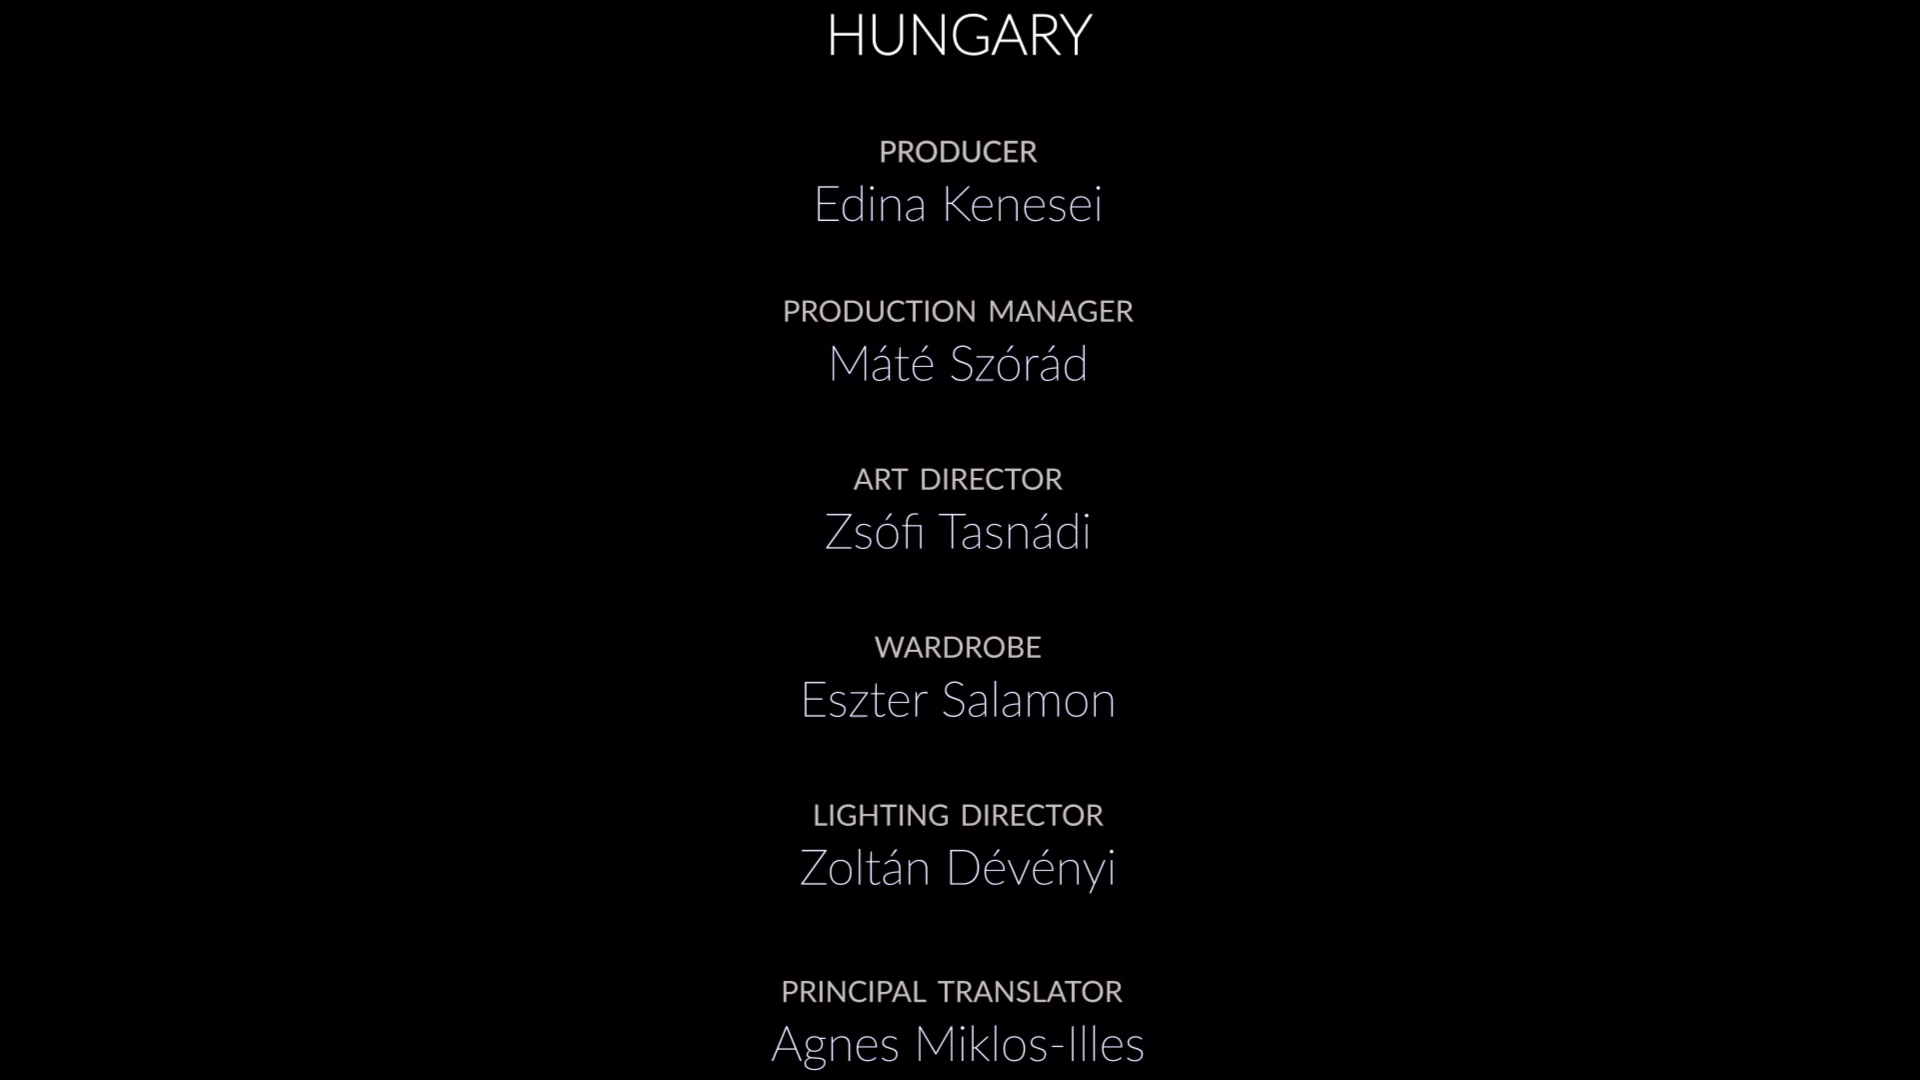 HUNGARY
PRODUCER
Edina Kenesei
PRODUCTION MANAGER
Máté Szórád
ART DIRECTOR
Zsófi Tasnádi
WARDROBE
Eszter Salamon
LIGHTING DIRECTOR
Zoltán Dévényi
PRINCIPAL TRANSLATOR
Agnes Miklos-Illes